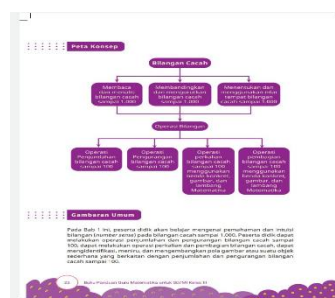 Peta Konsep
Bilangan Cacah
Membaca
dan menulis
bilangan cacah
sampai 1.000
Membandingkan
dan mengurutkan
bilangan cacah
sampai 1.000
Menentukan dan
menggunakan nilai
tempat bilangan
cacah sampai 1.000
Operasi Bilangan
Operasi
Penjumlahan
bilangan cacah
sampai 100
Operasi
Pengurangan
bilangan cacah
sampai 100
Operasi
perkalian
bilangan cacah
sampai 100
menggunakan
benda konkret,
gambar, dan
lambang
Matematika
Operasi
pembagian
bilangan cacah
sampai 100
menggunakan
benda konkret,
gambar, dan
lambang
Matematika
Gambaran Umum
Pada Bab 1 ini, peserta didik akan belajar mengenai pemahaman dan intuisi
bilangan (number sense) pada bilangan cacah sampai 1.000. Peserta didik dapat
melakukan operasi penjumlahan dan pengurangan bilangan cacah sampai
100, dapat melakukan operasi perkalian dan pembagian bilangan cacah, dapat
mengidentifikasi, meniru, dan mengembangkan pola gambar atau suatu objek
sederhana yang berkaitan dengan penjumlahan dan pengurangan bilangan
cacah sampai 100.
Buku Panduan Guru Matematika untuk SD/MI Kelas III